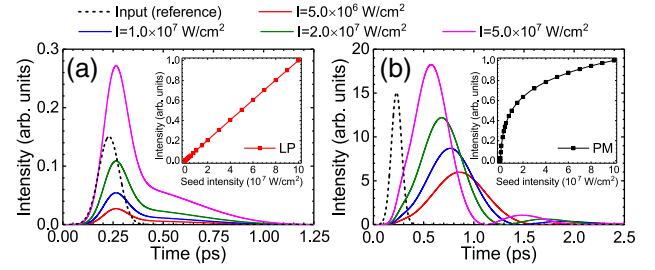 Input (reference) I=5.0×10⁶ W/cm²
I=1.0×10⁷ W/cm² I=2.0×10⁷ W/cm² I=5.0×10⁷ W/cm²
(a)
Intensity (arb. units)
0.3
0.2
0.1
0.0
0.00 0.25 0.50 0.75 1.00 1.25
Time (ps)
Intensity (arb. units)
1.0
0.8
0.6
0.4
0.2
0.0
0 2 4 6 8 10
Seed intensity (10⁷ W/cm²)
LP
(b)
Intensity (arb. units)
20
15
10
5
0
0.0 0.5 1.0 1.5 2.0 2.5
Time (ps)
Intensity (arb. units)
1.0
0.8
0.6
0.4
0.2
0.0
0 2 4 6 8 10
Seed intensity (10⁷ W/cm²)
PM